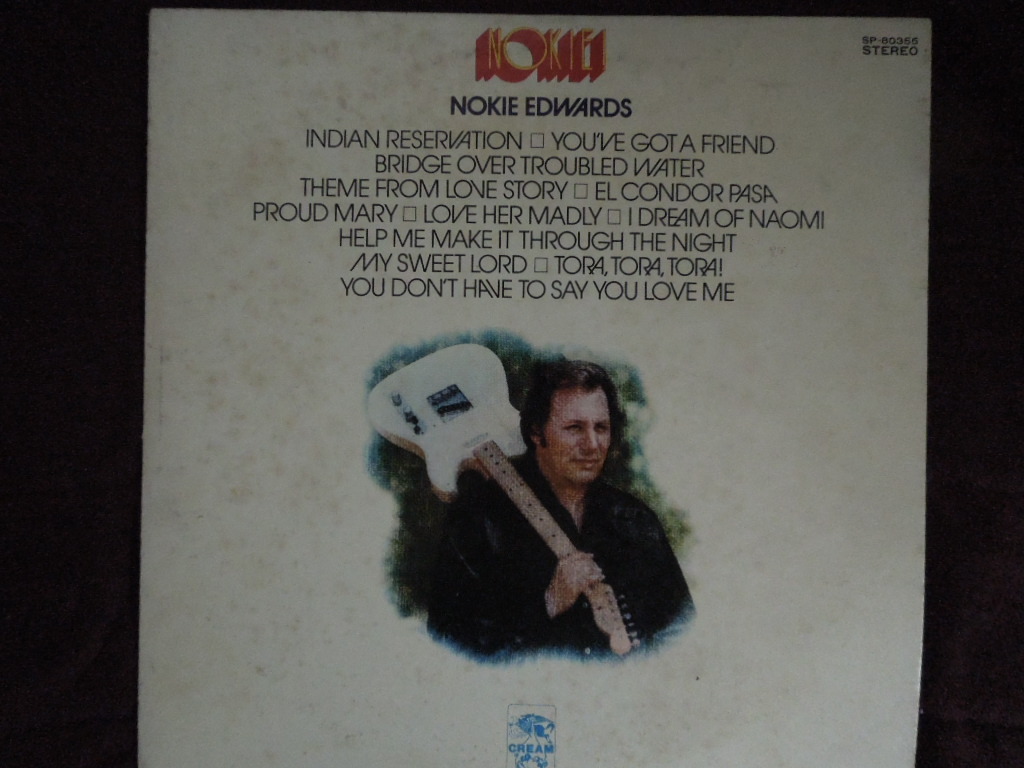 NOKIE!
SP-80355
STEREO
NOKIE EDWARDS
INDIAN RESERVATION □ YOU'VE GOT A FRIEND
BRIDGE OVER TROUBLED WATER
THEME FROM LOVE STORY □ EL CONDOR PASA
PROUD MARY □ LOVE HER MADLY □ I DREAM OF NAOMI
HELP ME MAKE IT THROUGH THE NIGHT
MY SWEET LORD □ TORA, TORA, TORA!
YOU DON'T HAVE TO SAY YOU LOVE ME
CREAM